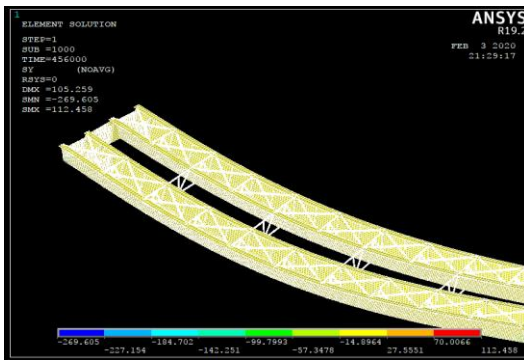 1
ELEMENT SOLUTION
STEP=1
SUB =1000
TIME=456000
SY (NOAVG)
RSYS=0
DMX =105.259
SMN =-269.605
SMX =112.458
ANSYS
R19.2
FEB 3 2020
21:29:17
-269.605 -184.702 -99.7993 -14.8964 70.0066
-227.154 -142.251 -57.3478 27.5551 112.458